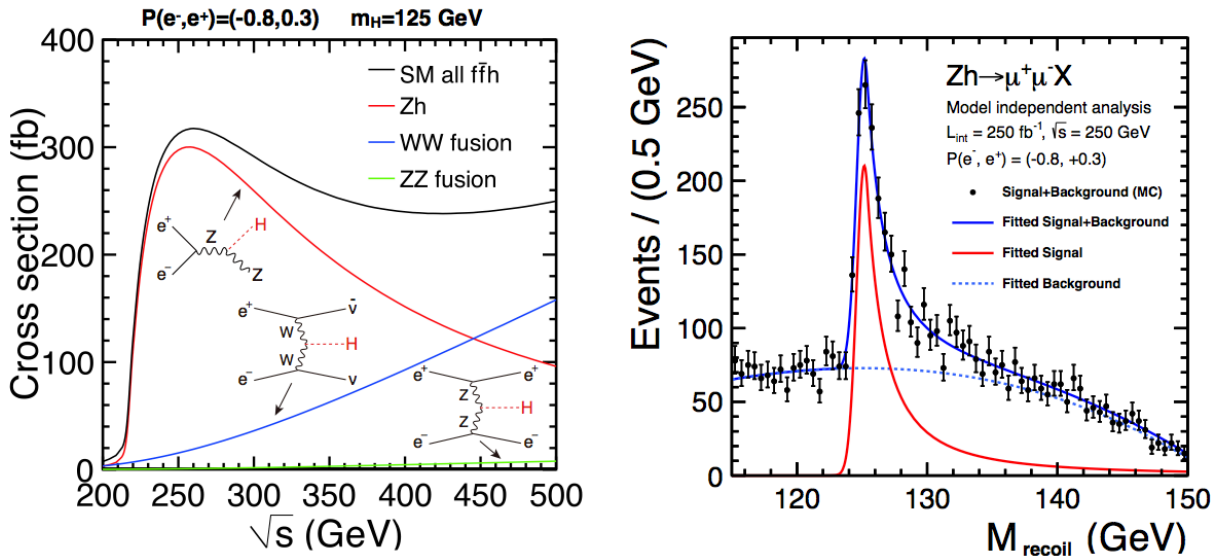 P(e⁻,e⁺)=(-0.8,0.3) m_H=125 GeV
Cross section (fb)
400
300
200
100
0
SM all ff̄h
Zh
WW fusion
ZZ fusion
e⁺
e⁻
Z
H
Z
e⁺
ν̄
W
H
W
e⁻
ν
e⁺
e⁺
Z
H
Z
e⁻
e⁻
200 250 300 350 400 450 500
√s (GeV)
Events / (0.5 GeV)
250
200
150
100
50
0
Zh→μ⁺μ⁻X
Model independent analysis
L_int = 250 fb⁻¹, √s = 250 GeV
P(e⁻, e⁺) = (-0.8, +0.3)
Signal+Background (MC)
Fitted Signal+Background
Fitted Signal
Fitted Background
120 130 140 150
M_recoil (GeV)